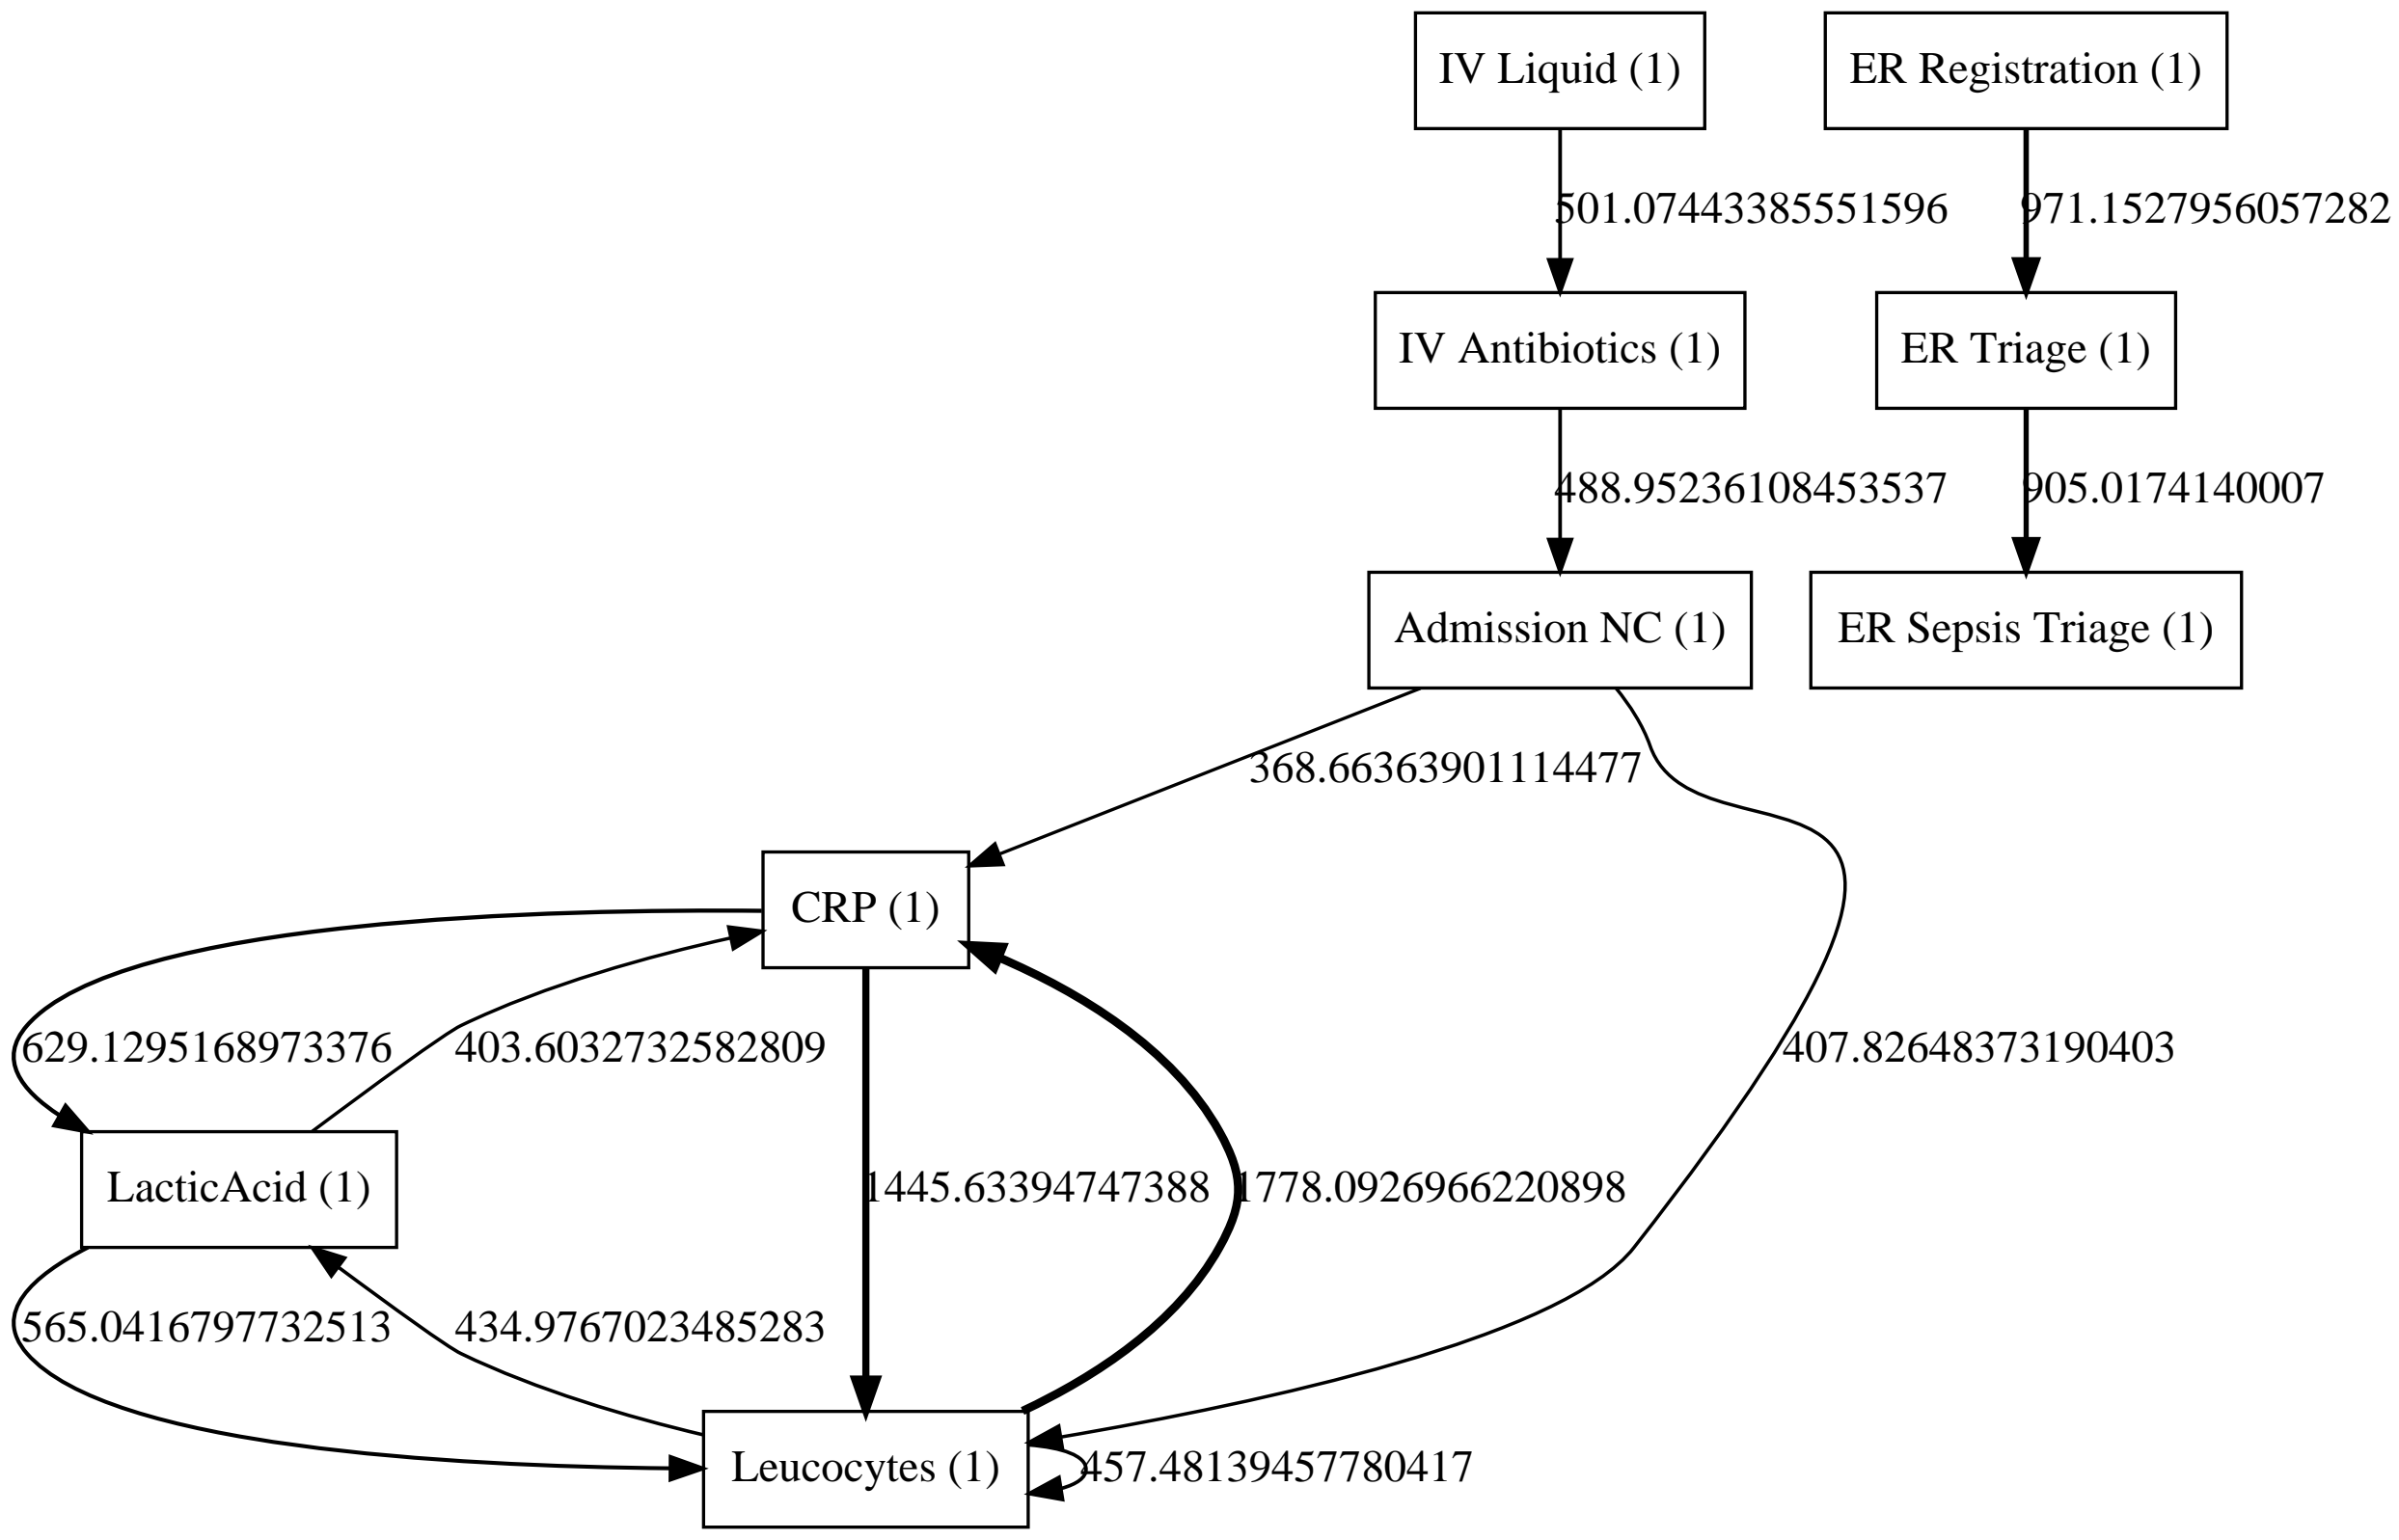 IV Liquid (1)
ER Registration (1)
501.07443385551596
971.1527956057282
IV Antibiotics (1)
ER Triage (1)
488.95236108453537
905.0174140007
Admission NC (1)
ER Sepsis Triage (1)
368.66363901114477
CRP (1)
629.1295168973376
403.6032732582809
407.82648373190403
LacticAcid (1)
1445.63394747388
1778.0926966220898
565.0416797732513
434.9767023485283
Leucocytes (1)
457.48139457780417